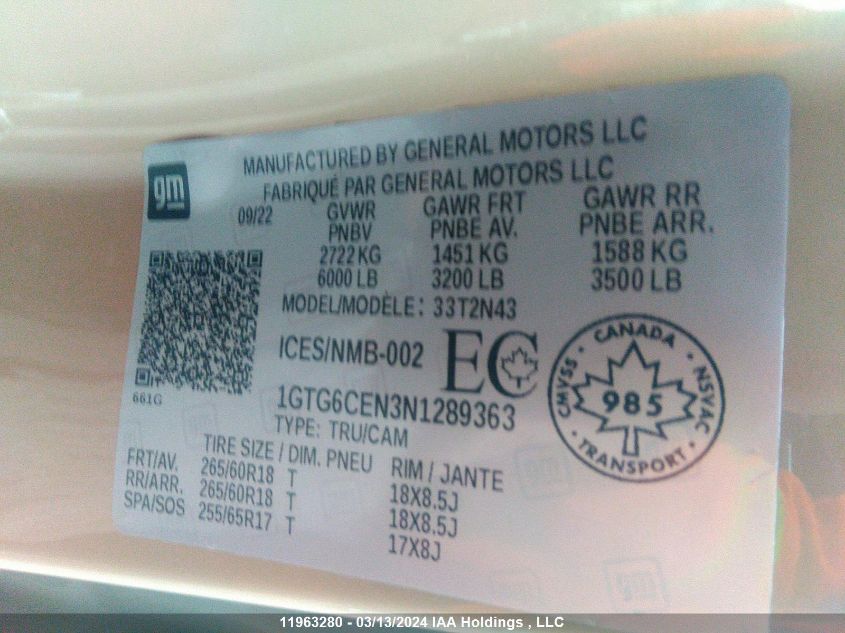 MANUFACTURED BY GENERAL MOTORS LLC
FABRIQUÉ PAR GENERAL MOTORS LLC
gm
09/22 GVWR GAWR FRT GAWR RR
PNBV PNBE AV. PNBE ARR.
2722 KG 1451 KG 1588 KG
6000 LB 3200 LB 3500 LB
MODEL/MODÈLE: 33T2N43
ICES/NMB-002 EC
661G
1GTG6CEN3N1289363
TYPE: TRU/CAM
CANADA
CMVSS 985 NSVAC
TRANSPORT
TIRE SIZE / DIM. PNEU RIM / JANTE
FRT/AV. 265/60R18 T 18X8.5J
RR/ARR. 265/60R18 T 18X8.5J
SPA/SOS 255/65R17 T 17X8J
gm
gm
11963280 - 03/13/2024 IAA Holdings , LLC